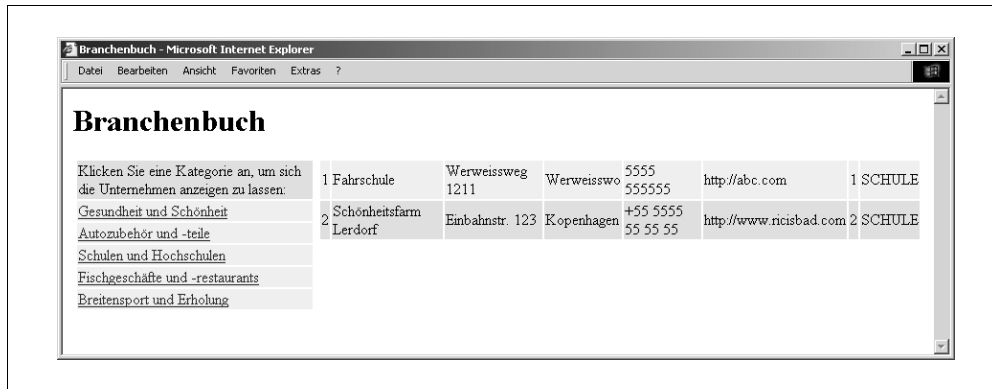 Branchenbuch - Microsoft Internet Explorer
Datei Bearbeiten Ansicht Favoriten Extras ?
Branchenbuch
Klicken Sie eine Kategorie an, um sich
die Unternehmen anzeigen zu lassen:
Gesundheit und Schönheit
Autozubehör und -teile
Schulen und Hochschulen
Fischgeschäfte und -restaurants
Breitensport und Erholung
1 Fahrschule Werweissweg 1211 Werweisswo 5555 555555 http://abc.com 1 SCHULE
2 Schönheitsfarm Lerdorf Einbahnstr. 123 Kopenhagen +55 5555 55 55 55 http://www.ricisbad.com 2 SCHULE